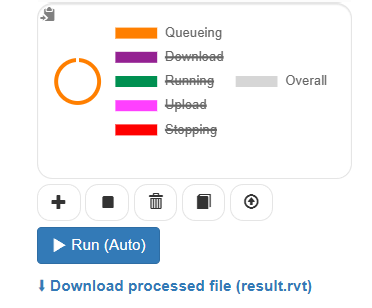 Queueing
Download
Running
Overall
Upload
Stopping
Run (Auto)
Download processed file (result.rvt)